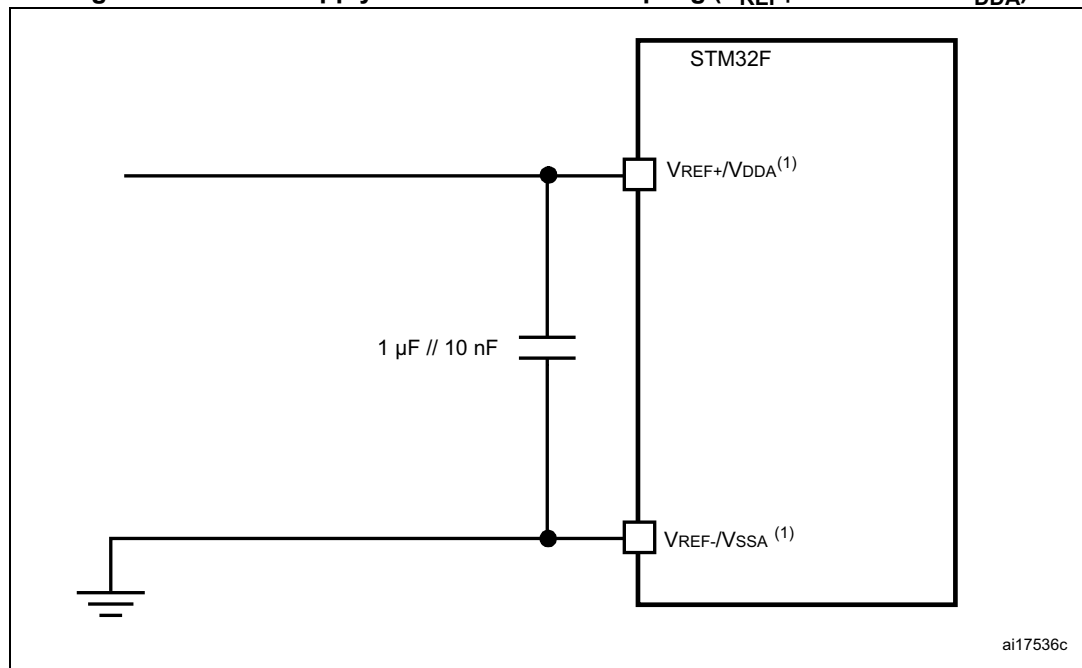 STM32F
VREF+/VDDA(1)
1 µF // 10 nF
VREF-/VSSA (1)
ai17536c